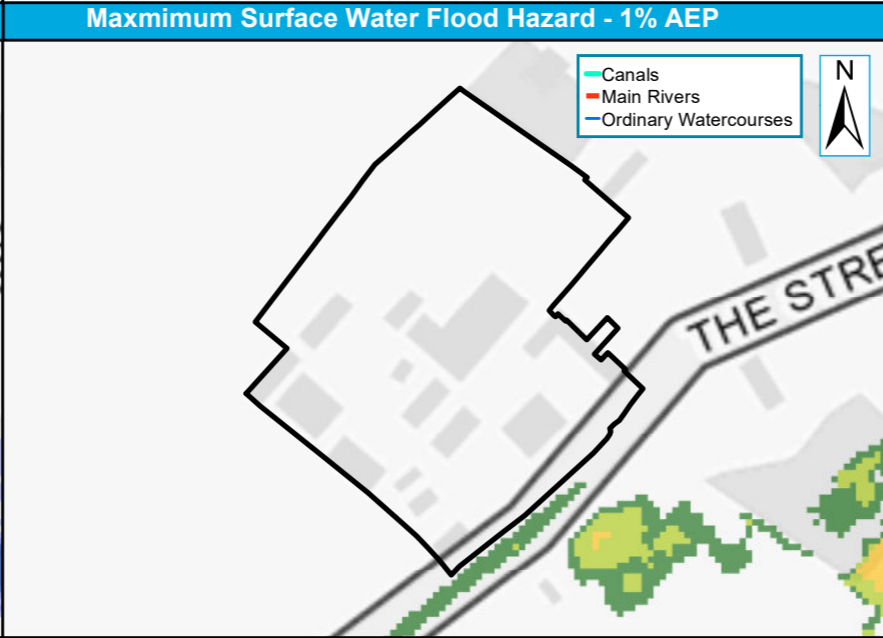 Maxmimum Surface Water Flood Hazard - 1% AEP
Canals
Main Rivers
Ordinary Watercourses
N
THE STRE